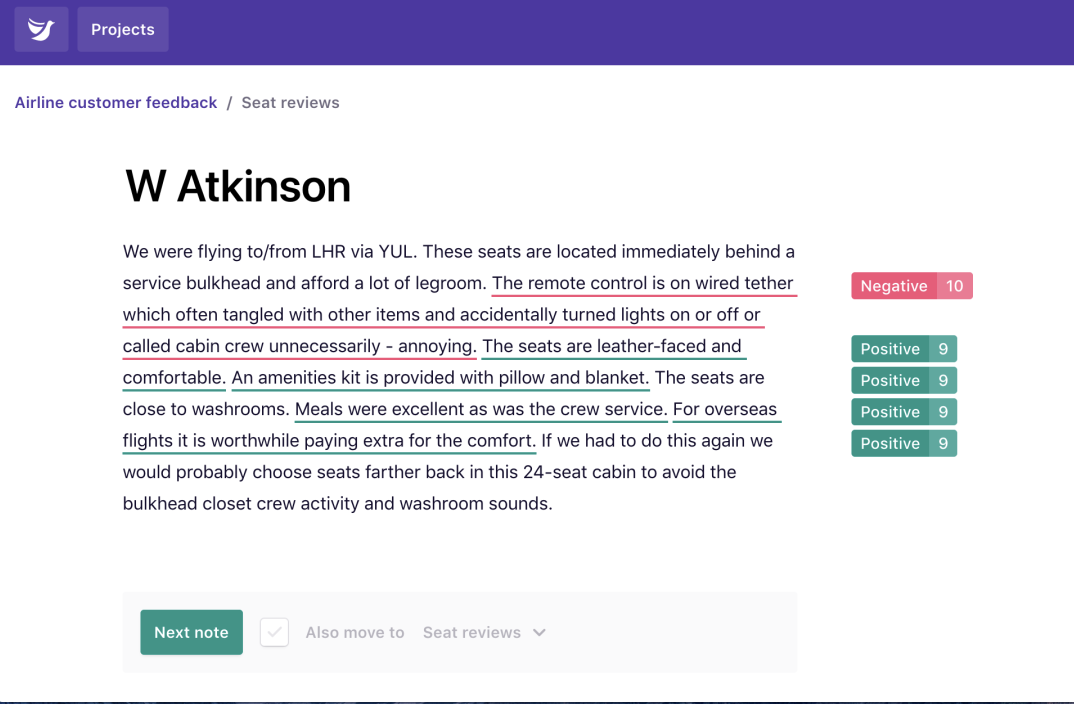 Projects
Airline customer feedback / Seat reviews
W Atkinson
We were flying to/from LHR via YUL. These seats are located immediately behind a
service bulkhead and afford a lot of legroom. The remote control is on wired tether
Negative 10
which often tangled with other items and accidentally turned lights on or off or
called cabin crew unnecessarily - annoying. The seats are leather-faced and
Positive 9
comfortable. An amenities kit is provided with pillow and blanket. The seats are
Positive 9
close to washrooms. Meals were excellent as was the crew service. For overseas
Positive 9
flights it is worthwhile paying extra for the comfort. If we had to do this again we
Positive 9
would probably choose seats farther back in this 24-seat cabin to avoid the
bulkhead closet crew activity and washroom sounds.
Next note Also move to Seat reviews